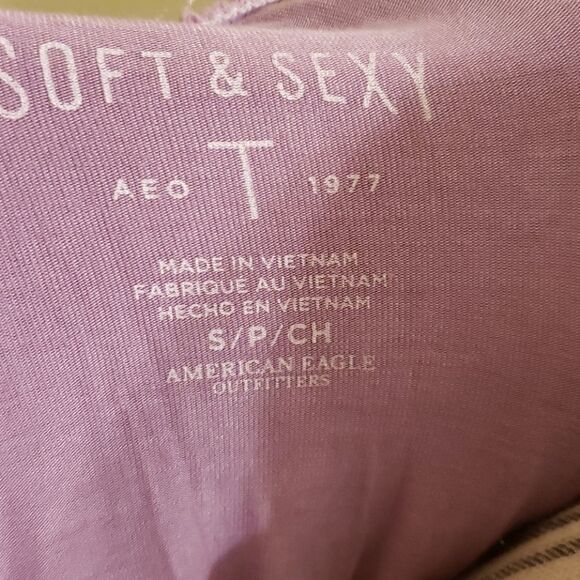 SOFT & SEXY
AEO T 1977
MADE IN VIETNAM
FABRIQUE AU VIETNAM
HECHO EN VIETNAM
S/P/CH
AMERICAN EAGLE
OUTFITTERS